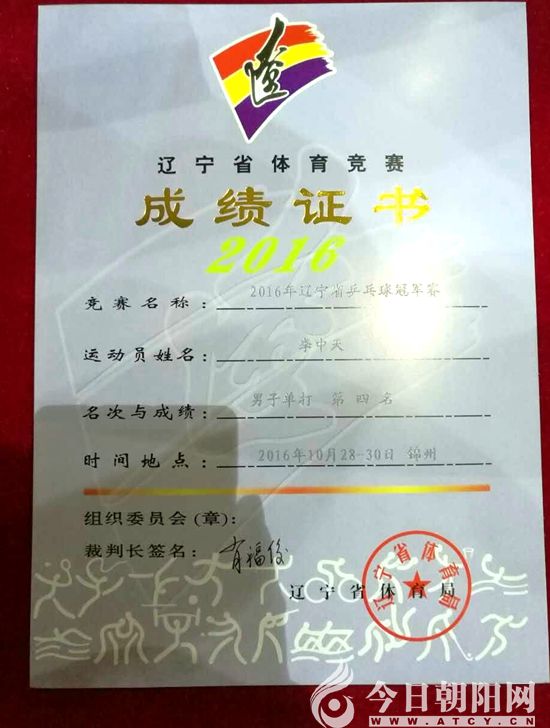 辽宁省体育竞赛
成绩证书
2016
竞赛名称: 2016年辽宁省乒乓球冠军赛
运动员姓名: 李中天
名次与成绩: 男子单打 第四名
时间地点: 2016年10月28-30日 锦州
组织委员会(章):
裁判长签名: 肖福俊
辽宁省体育局
辽宁省体育局
今日朝阳网
WWW.ATCY.CN